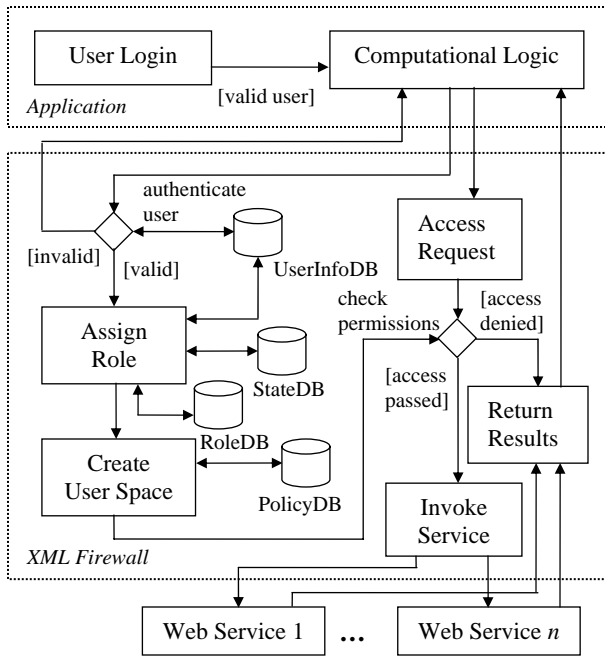 User Login
Computational Logic
[valid user]
Application
authenticate
user
[invalid]
[valid]
UserInfoDB
Access
Request
check
permissions
[access
denied]
Assign
Role
StateDB
[access
passed]
Return
Results
RoleDB
Create
User Space
PolicyDB
Invoke
Service
XML Firewall
Web Service 1
...
Web Service n